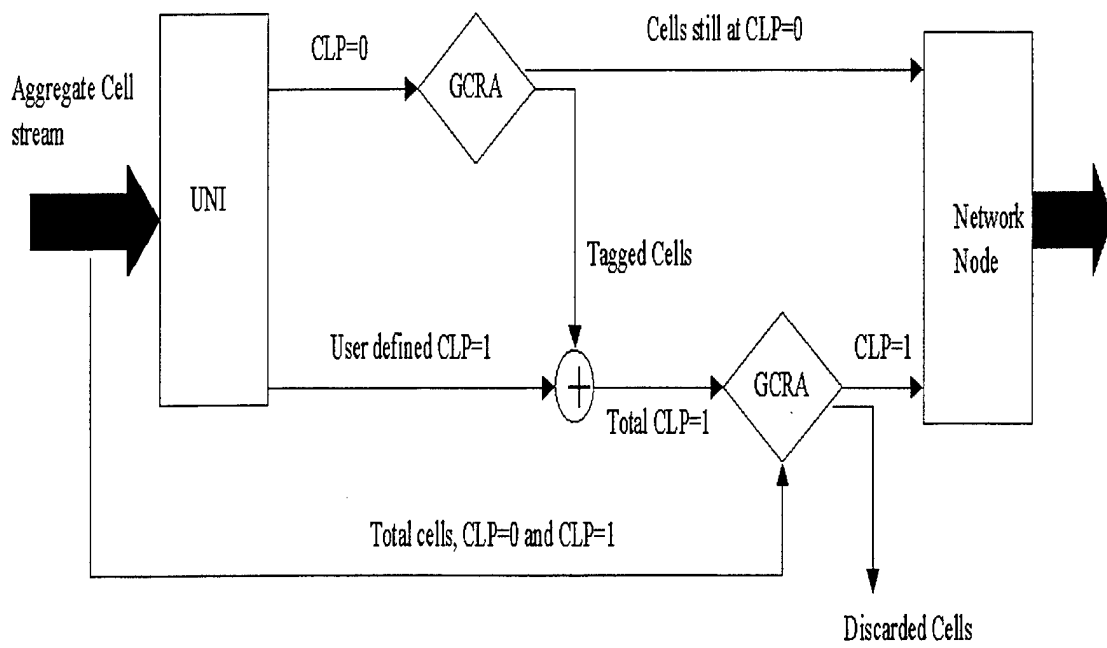 Aggregate Cell
stream
UNI
CLP=0
GCRA
Cells still at CLP=0
Tagged Cells
User defined CLP=1
+
Total CLP=1
GCRA
CLP=1
Network
Node
Total cells, CLP=0 and CLP=1
Discarded Cells